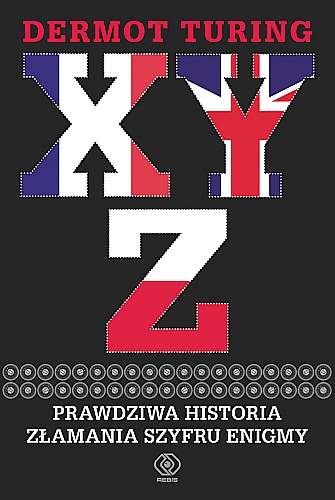 DERMOT TURING
XY
Z
PRAWDZIWA HISTORIA
ZŁAMANIA SZYFRU ENIGMY
REBIS